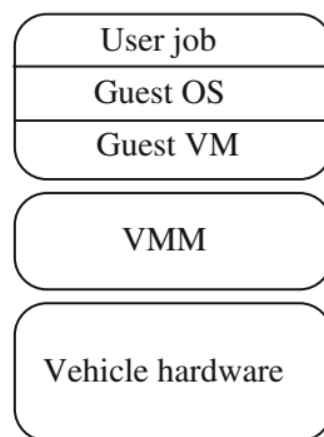 User job
Guest OS
Guest VM
VMM
Vehicle hardware